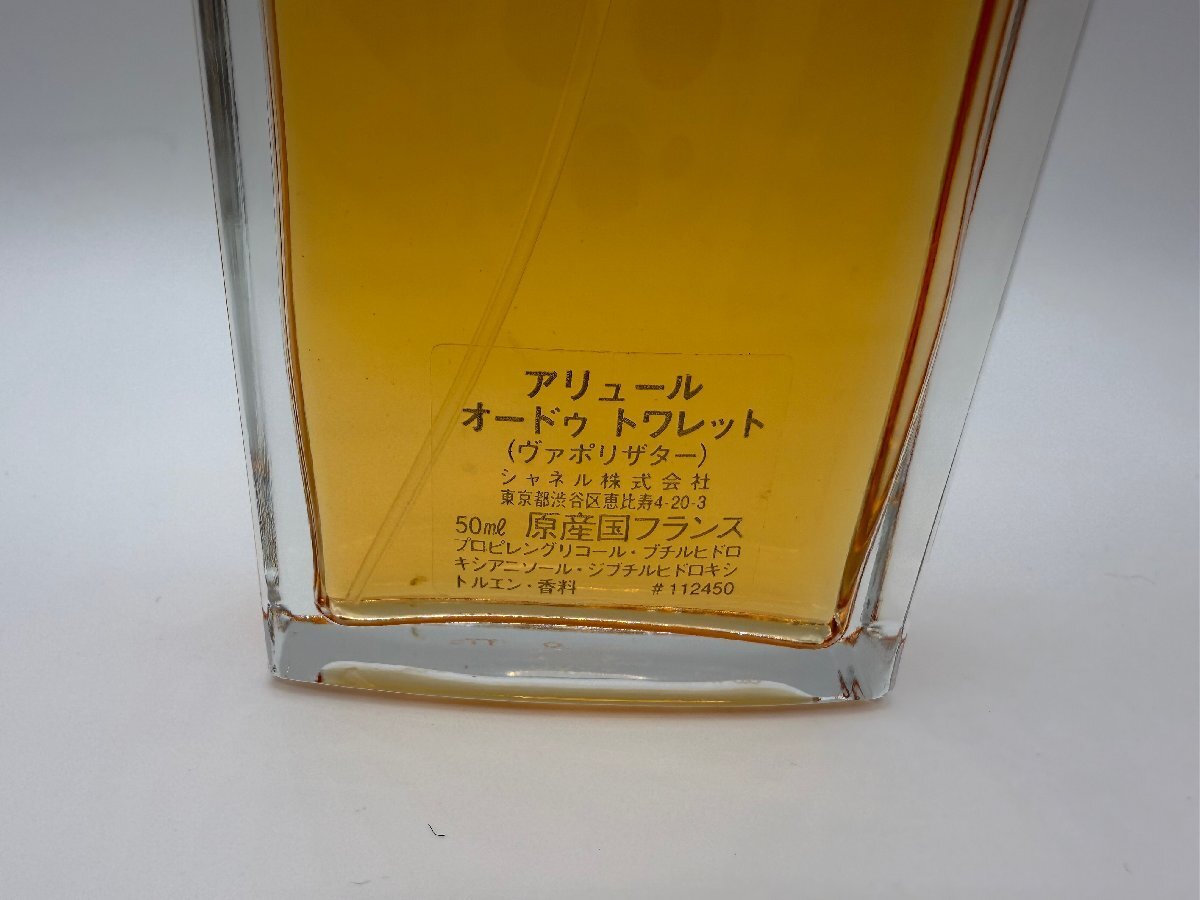 アリュール
オードゥ トワレット
(ヴァポリザター)
シャネル株式会社
東京都渋谷区恵比寿4-20-3
50ml 原産国フランス
プロピレングリコール・ブチルヒドロ
キシアニソール・ジブチルヒドロキシ
トルエン・香料 #112450